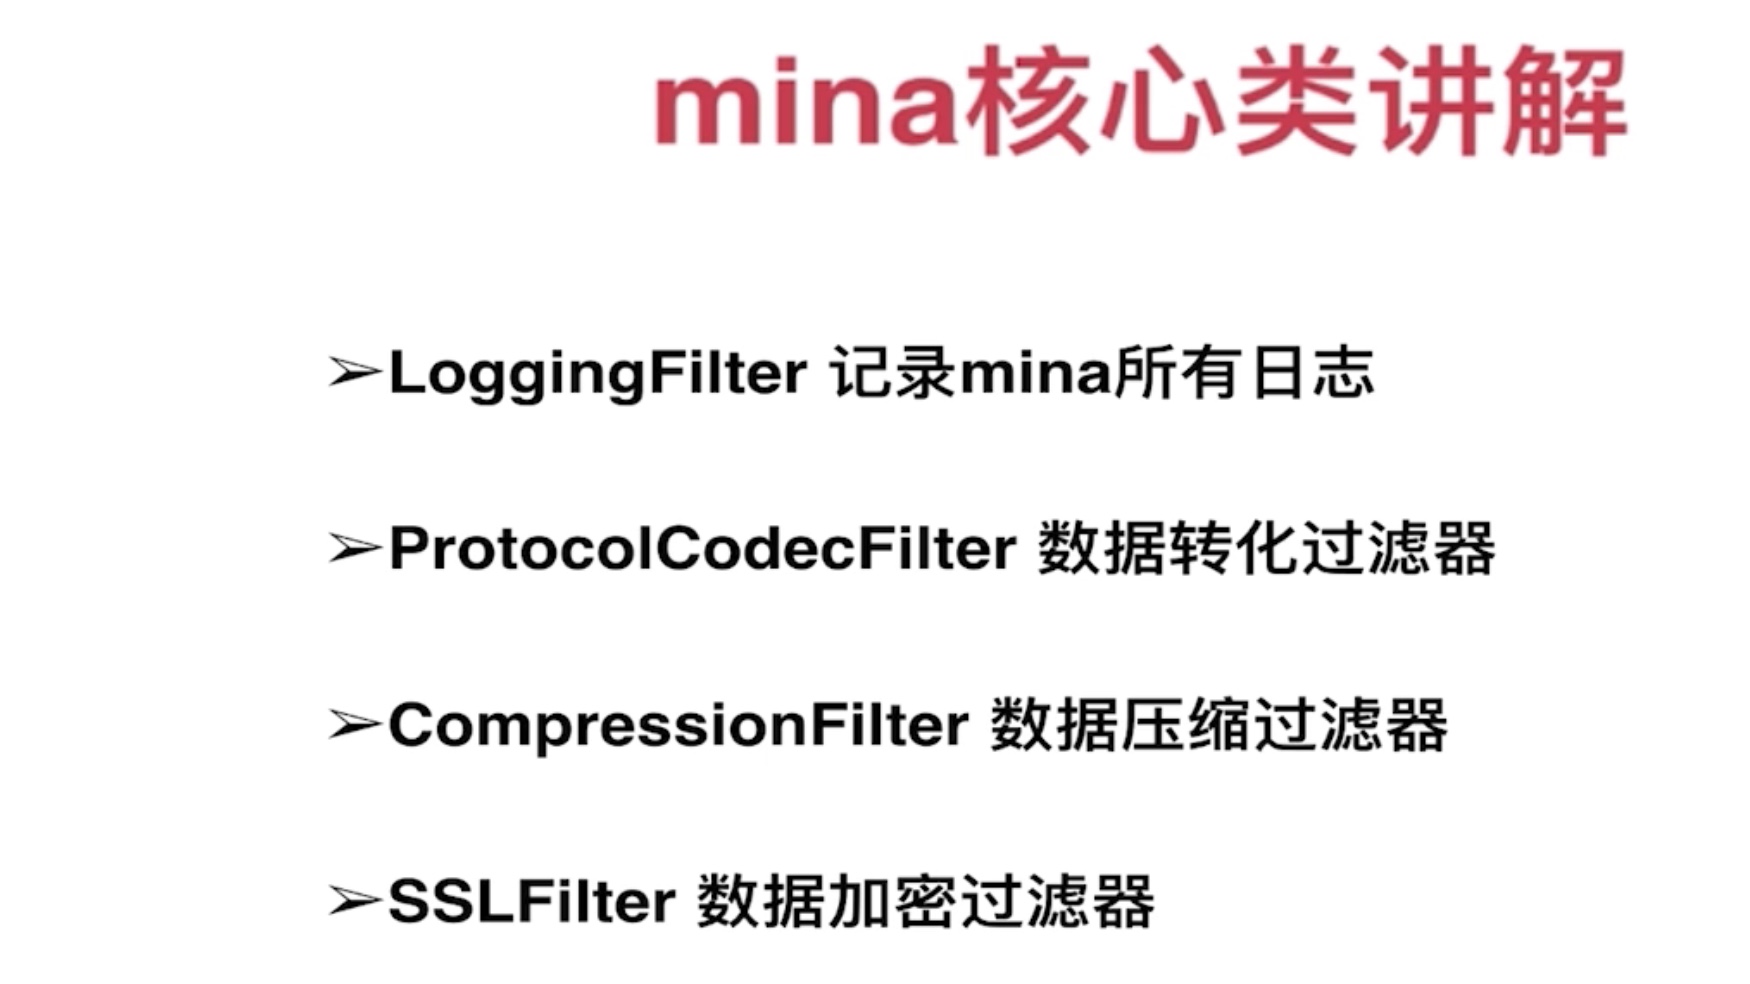 mina核心类讲解
➢LoggingFilter 记录mina所有日志
➢ProtocolCodecFilter 数据转化过滤器
➢CompressionFilter 数据压缩过滤器
➢SSLFilter 数据加密过滤器